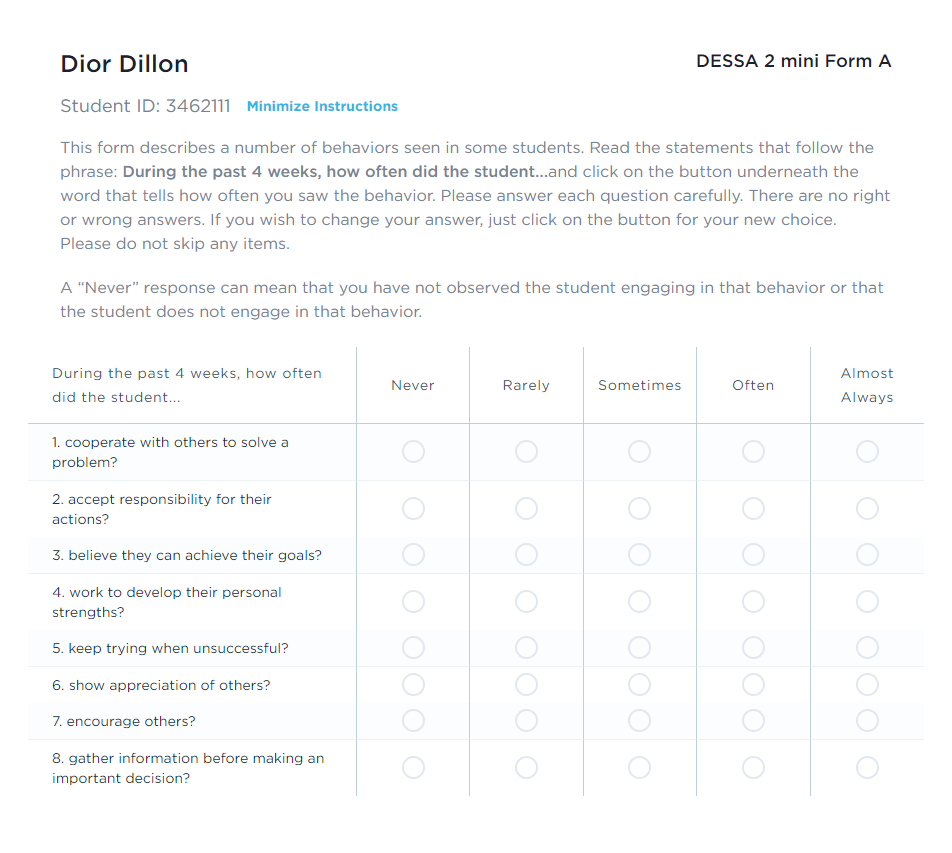 Dior Dillon
DESSA 2 mini Form A
Student ID: 3462111 Minimize Instructions
This form describes a number of behaviors seen in some students. Read the statements that follow the
phrase: During the past 4 weeks, how often did the student...and click on the button underneath the
word that tells how often you saw the behavior. Please answer each question carefully. There are no right
or wrong answers. If you wish to change your answer, just click on the button for your new choice.
Please do not skip any items.
A “Never” response can mean that you have not observed the student engaging in that behavior or that
the student does not engage in that behavior.
During the past 4 weeks, how often
did the student...
Never
Rarely
Sometimes
Often
Almost
Always
1. cooperate with others to solve a
problem?
2. accept responsibility for their
actions?
3. believe they can achieve their goals?
4. work to develop their personal
strengths?
5. keep trying when unsuccessful?
6. show appreciation of others?
7. encourage others?
8. gather information before making an
important decision?